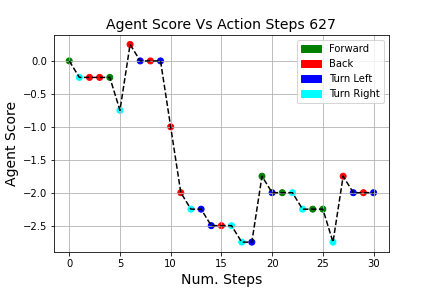 Agent Score Vs Action Steps 627
Forward
Back
Turn Left
Turn Right
0.0
−0.5
−1.0
−1.5
−2.0
−2.5
Agent Score
0 5 10 15 20 25 30
Num. Steps